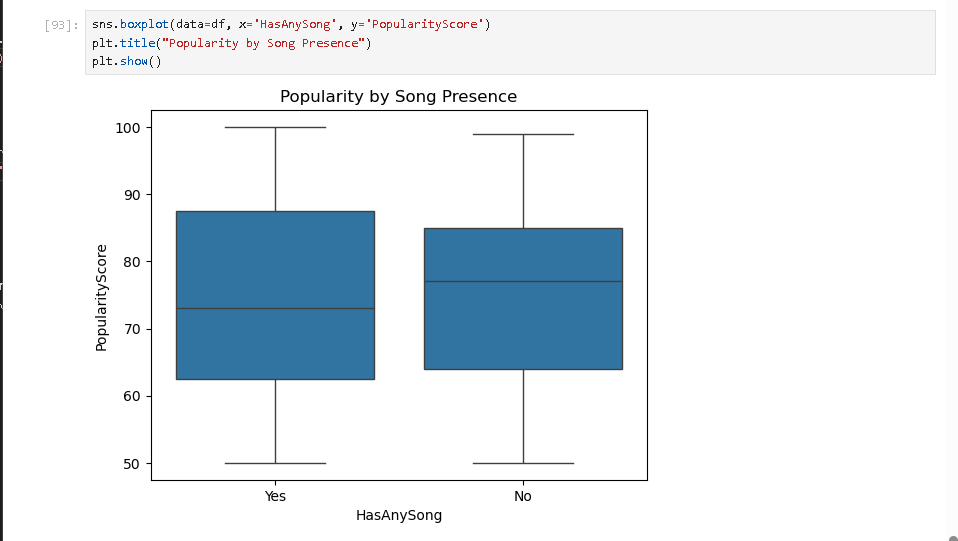 [93]: sns.boxplot(data=df, x='HasAnySong', y='PopularityScore')
plt.title("Popularity by Song Presence")
plt.show()
Popularity by Song Presence
100
90
80
70
60
50
PopularityScore
Yes No
HasAnySong